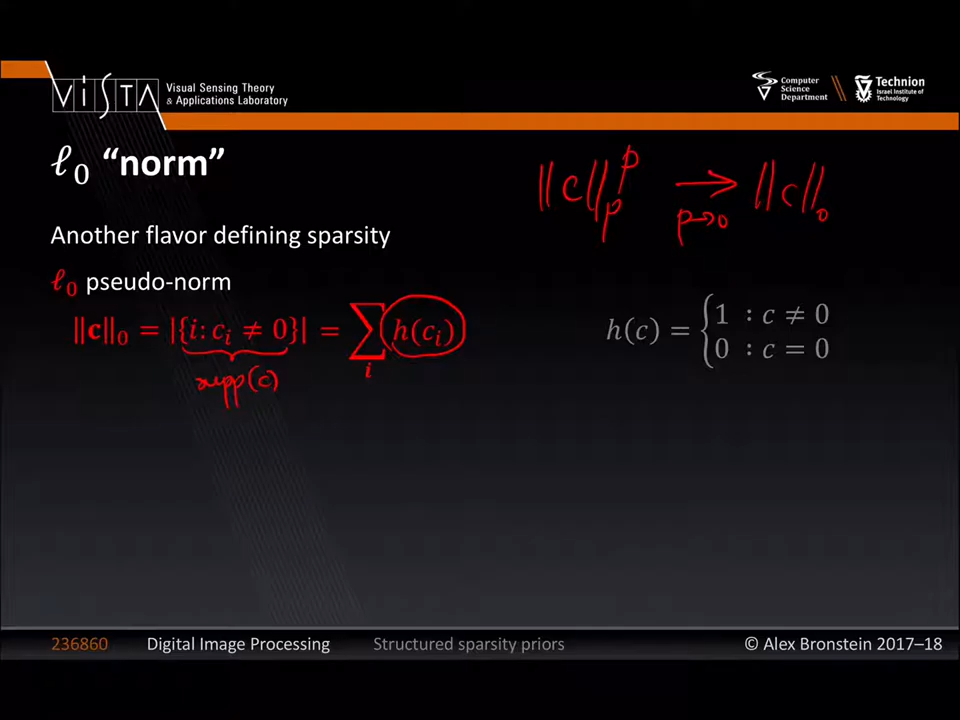 VISTA Visual Sensing Theory & Applications Laboratory
Computer Science Department
Technion Israel Institute of Technology
ℓ₀ “norm”
‖c‖ₚᵖ → ‖c‖₀
p→0
Another flavor defining sparsity
ℓ₀ pseudo-norm
‖𝐜‖₀ = |{i: cᵢ ≠ 0}| = ∑ᵢ h(cᵢ)
supp(c)
h(c) = { 1 : c ≠ 0
0 : c = 0
236860 Digital Image Processing Structured sparsity priors © Alex Bronstein 2017–18